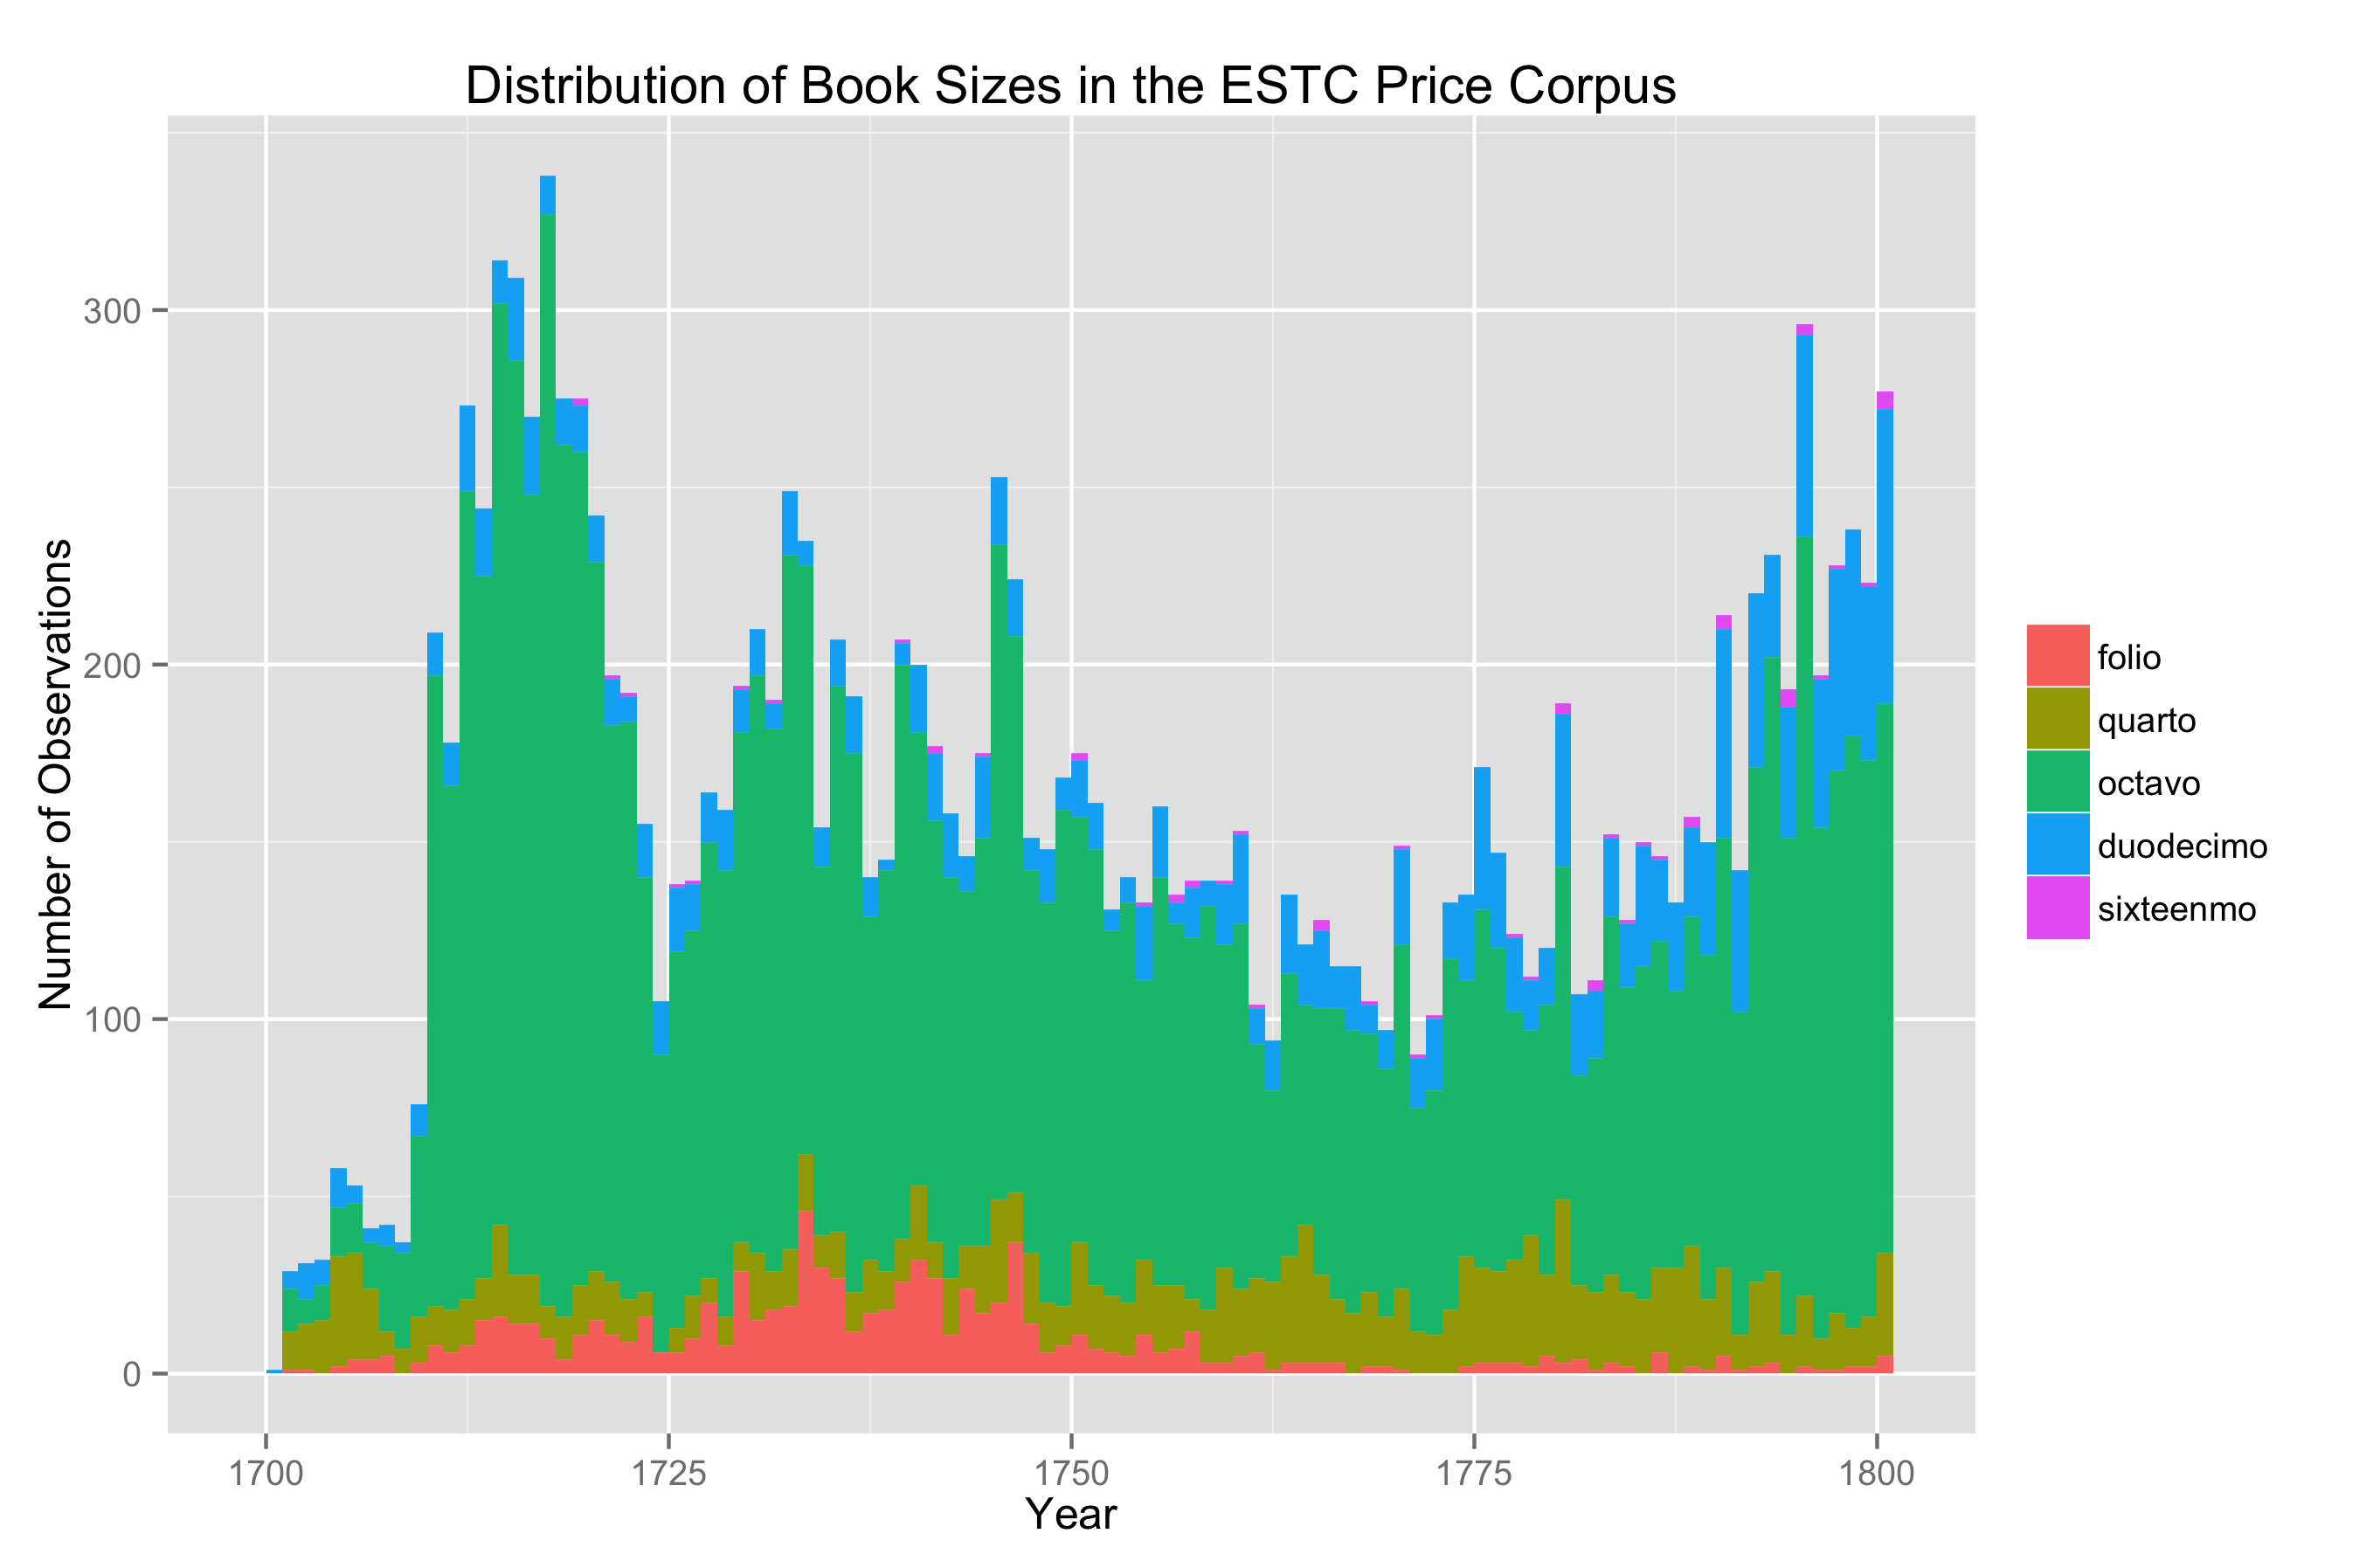 Distribution of Book Sizes in the ESTC Price Corpus
Number of Observations
300
200
100
0
1700 1725 1750 1775 1800
Year
folio
quarto
octavo
duodecimo
sixteenmo